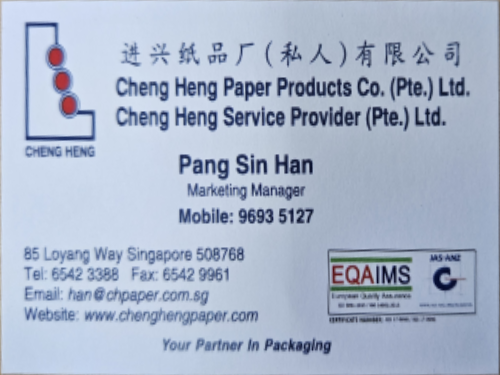 进兴纸品厂(私人)有限公司
Cheng Heng Paper Products Co. (Pte.) Ltd.
Cheng Heng Service Provider (Pte.) Ltd.
CHENG HENG
Pang Sin Han
Marketing Manager
Mobile: 9693 5127
85 Loyang Way Singapore 508768
Tel: 6542 3388 Fax: 6542 9961
Email: han@chpaper.com.sg
Website: www.chenghengpaper.com
JAS-ANZ
EQAIMS
European Quality Assurance
CERTIFICATE NUMBER:
Your Partner In Packaging